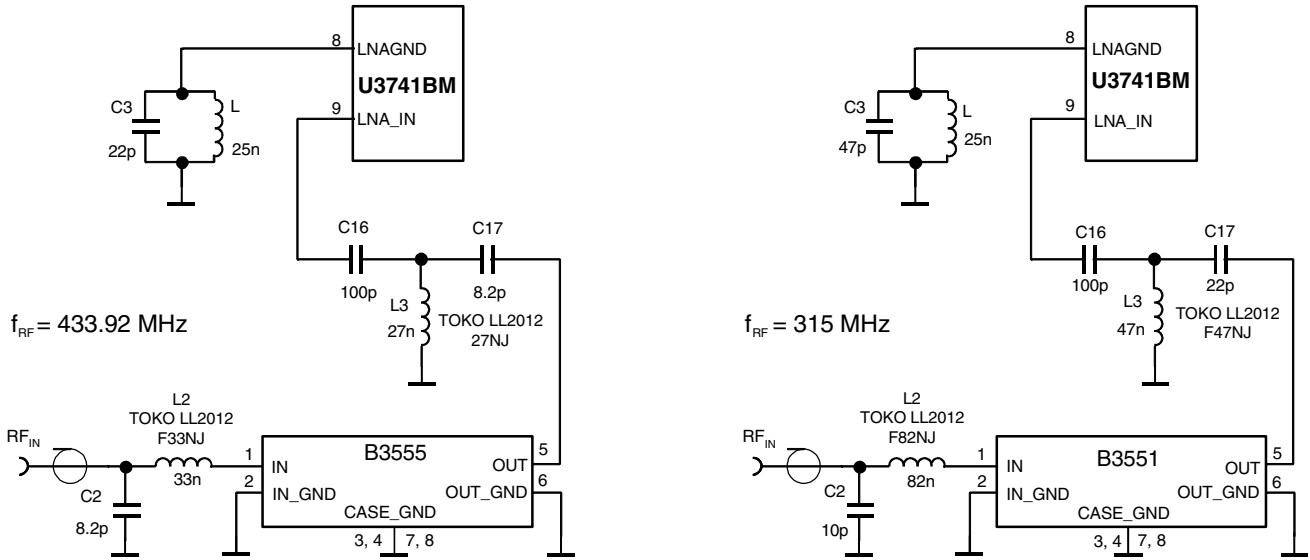 8
LNAGND
U3741BM
C3
L
9
LNA_IN
22p
25n
C16
C17
100p
8.2p
L3
27n
TOKO LL2012
27NJ
fRF = 433.92 MHz
L2
TOKO LL2012
F33NJ
33n
RFIN
C2
8.2p
1
IN
B3555
5
OUT
2
IN_GND
6
OUT_GND
CASE_GND
3, 4
7, 8
8
LNAGND
U3741BM
C3
L
9
LNA_IN
47p
25n
C16
C17
100p
22p
L3
47n
TOKO LL2012
F47NJ
fRF = 315 MHz
L2
TOKO LL2012
F82NJ
82n
RFIN
C2
10p
1
IN
B3551
5
OUT
2
IN_GND
6
OUT_GND
CASE_GND
3, 4
7, 8